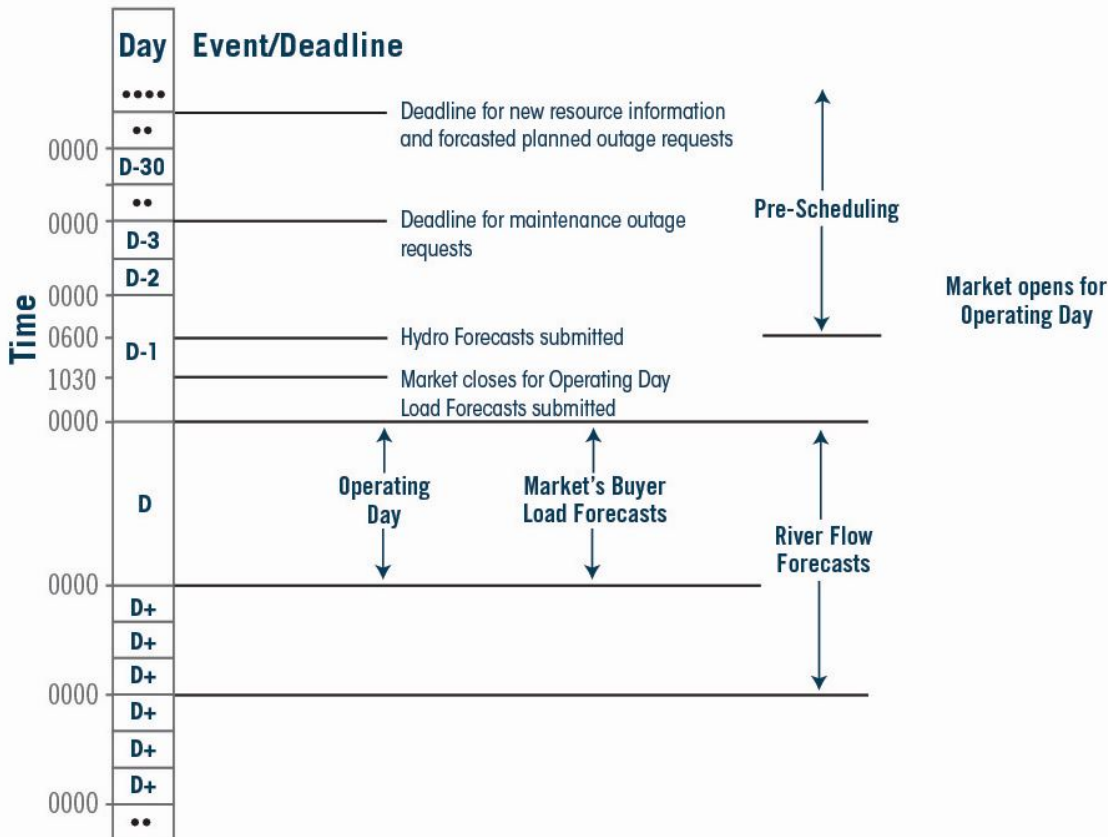 Day Event/Deadline
••••
Deadline for new resource information
and forcasted planned outage requests
••
0000
D-30
••
0000
Deadline for maintenance outage
requests
D-3
Pre-Scheduling
D-2
0000
Market opens for
Operating Day
Time
0600
Hydro Forecasts submitted
D-1
1030
Market closes for Operating Day
Load Forecasts submitted
0000
D
Operating
Day
Market's Buyer
Load Forecasts
River Flow
Forecasts
0000
D+
D+
D+
0000
D+
D+
D+
0000
••